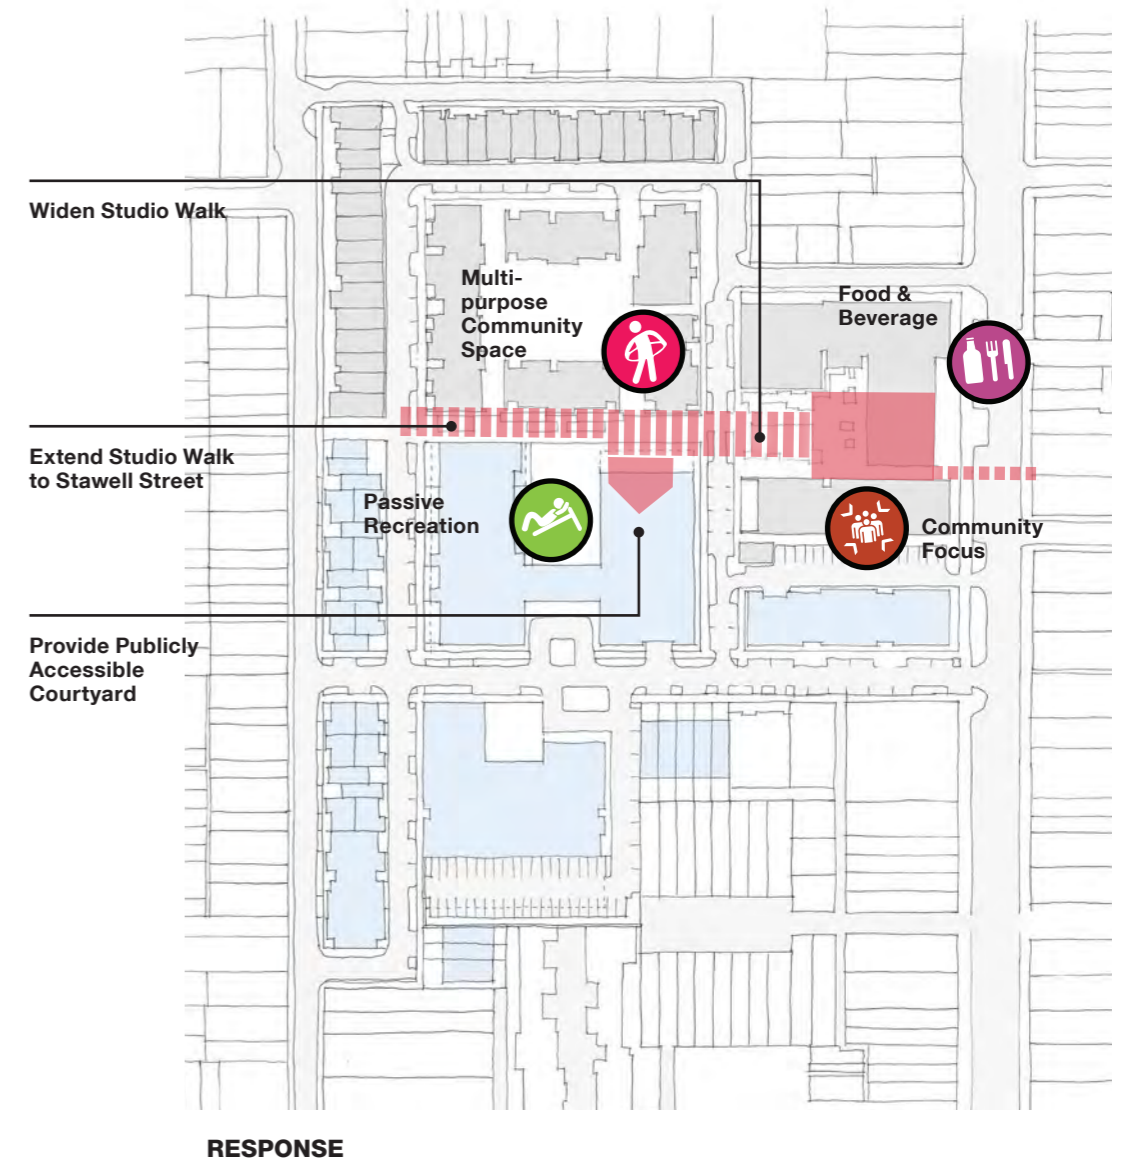 Widen Studio Walk
Multi-
purpose
Community
Space
Food &
Beverage
Extend Studio Walk
to Stawell Street
Passive
Recreation
Community
Focus
Provide Publicly
Accessible
Courtyard
RESPONSE